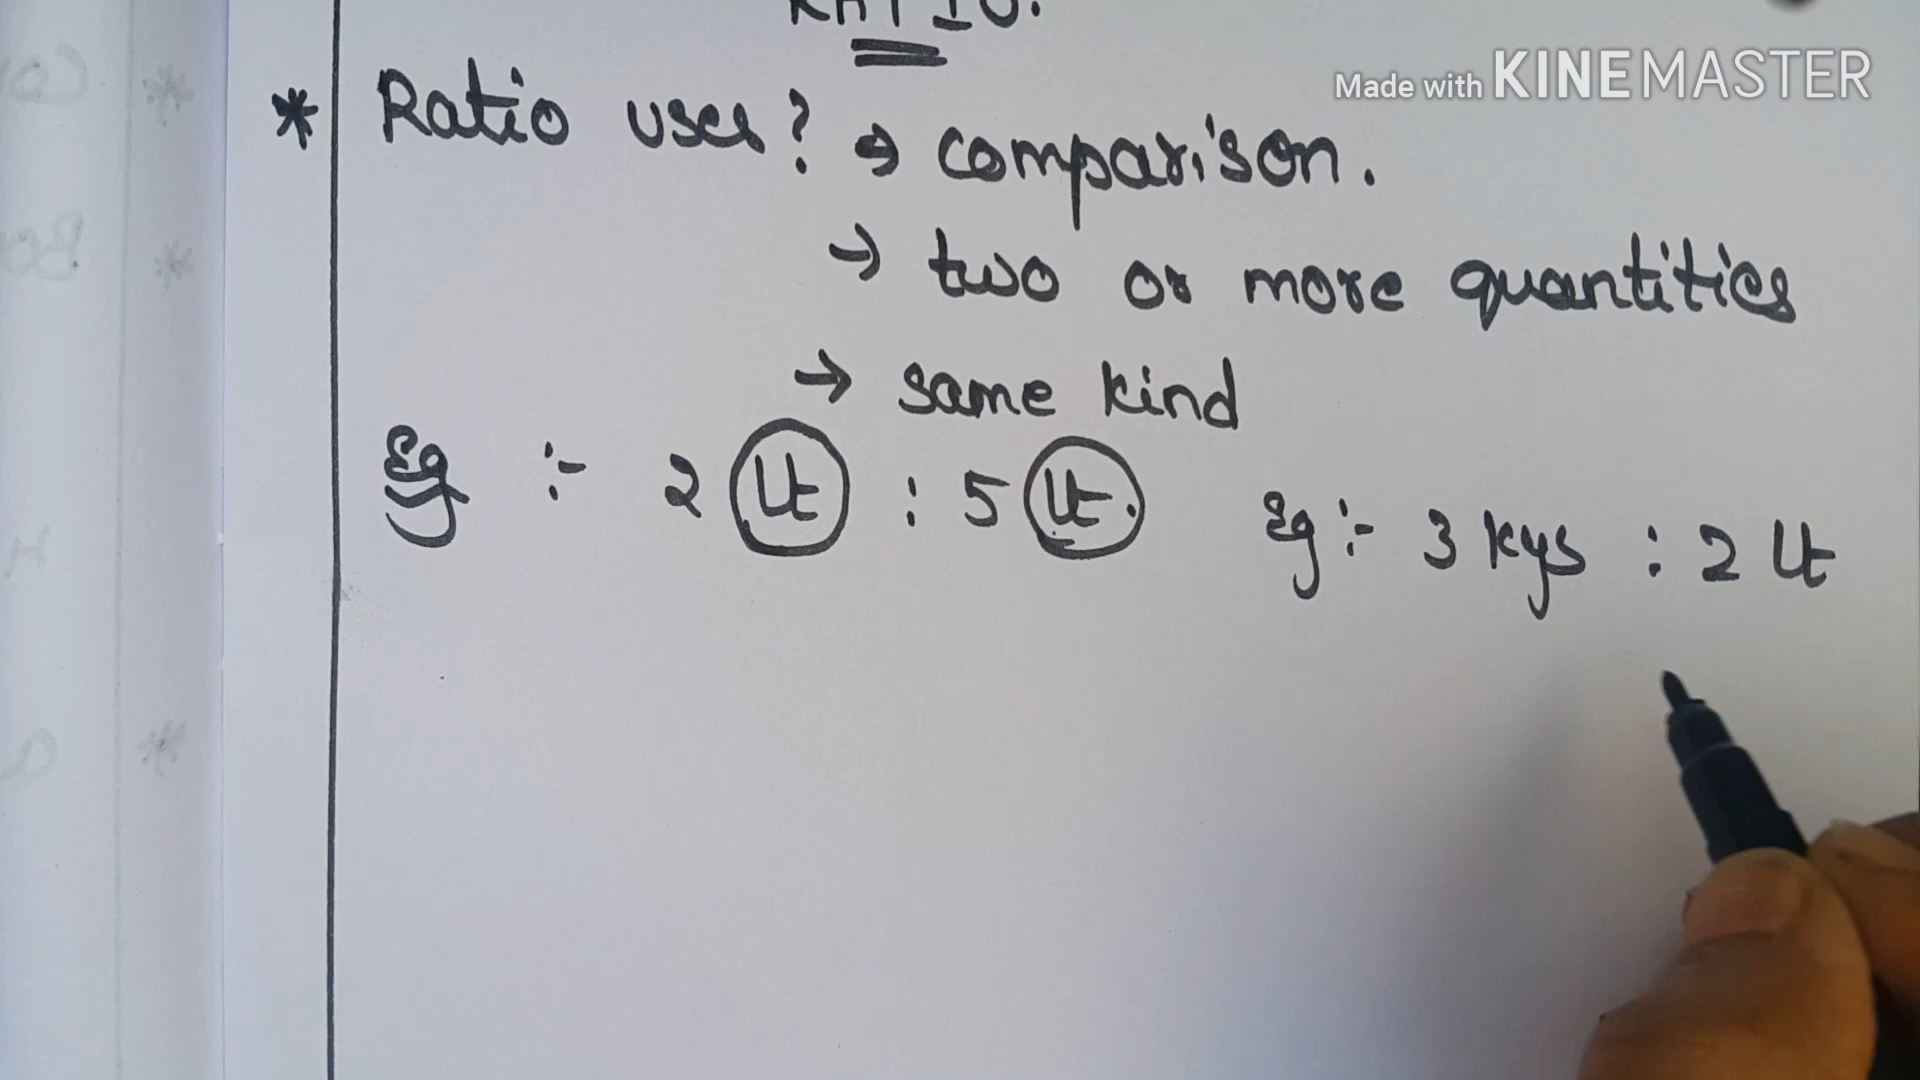 RATIO.
Made with KINEMASTER
* Ratio uses? → comparison.
→ two or more quantities
→ same kind
Eg :- 2 Lt : 5 Lt. Eg :- 3 kgs : 2 Lt